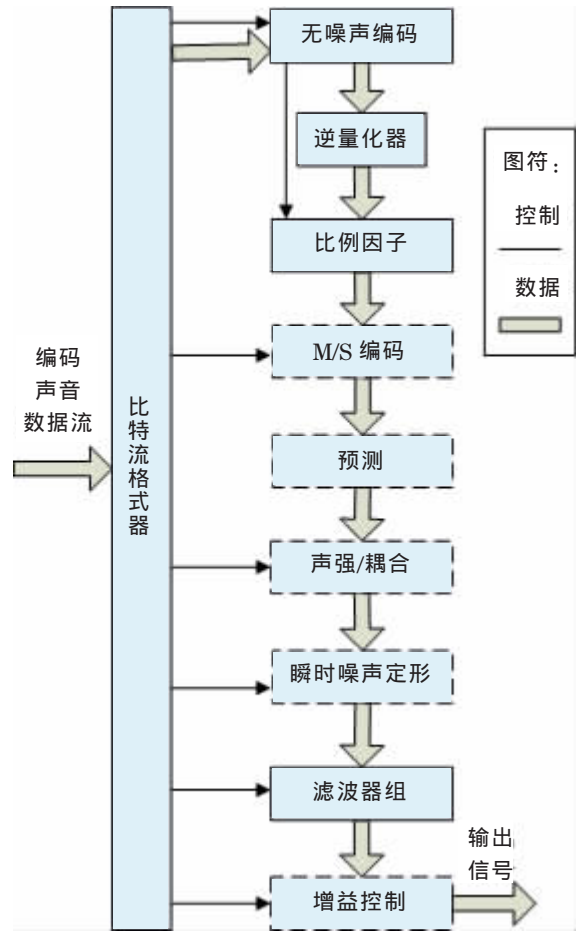 无噪声编码
逆量化器
比例因子
M/S 编码
预测
声强/耦合
瞬时噪声定形
滤波器组
增益控制
编码
声音
数据流
比特流格式器
图符：
控制
数据
输出
信号